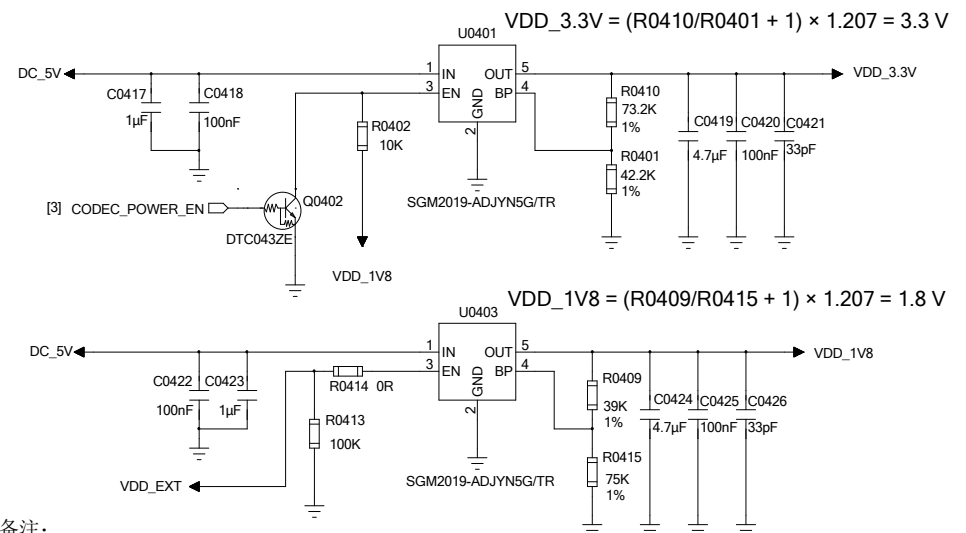 VDD_3.3V = (R0410/R0401 + 1) × 1.207 = 3.3 V
U0401
DC_5V
1 IN OUT 5
VDD_3.3V
3 EN BP 4
GND
2
C0417
1µF
C0418
100nF
R0402
10K
R0410
73.2K
1%
R0401
42.2K
1%
C0419
4.7µF
C0420
100nF
C0421
33pF
SGM2019-ADJYN5G/TR
[3] CODEC_POWER_EN
Q0402
DTC043ZE
VDD_1V8
VDD_1V8 = (R0409/R0415 + 1) × 1.207 = 1.8 V
U0403
DC_5V
1 IN OUT 5
VDD_1V8
3 EN BP 4
GND
2
C0422
100nF
C0423
1µF
R0414 0R
R0413
100K
R0409
39K
1%
R0415
75K
1%
C0424
4.7µF
C0425
100nF
C0426
33pF
SGM2019-ADJYN5G/TR
VDD_EXT
备注: